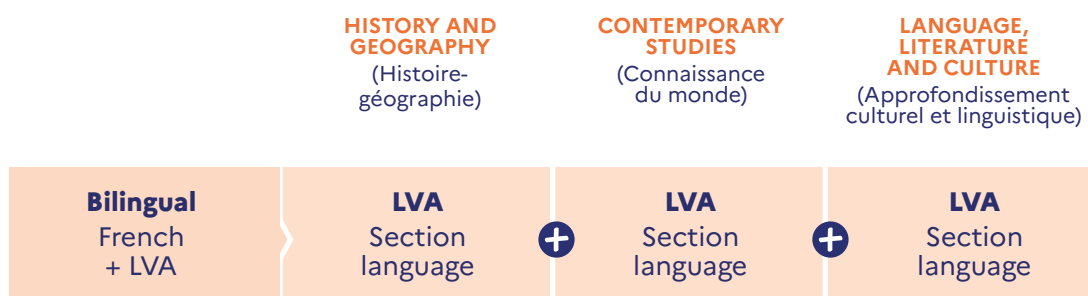 HISTORY AND
GEOGRAPHY
(Histoire-
géographie)
CONTEMPORARY
STUDIES
(Connaissance
du monde)
LANGUAGE,
LITERATURE
AND CULTURE
(Approfondissement
culturel et linguistique)
Bilingual
French
+ LVA
LVA
Section
language
+
LVA
Section
language
+
LVA
Section
language